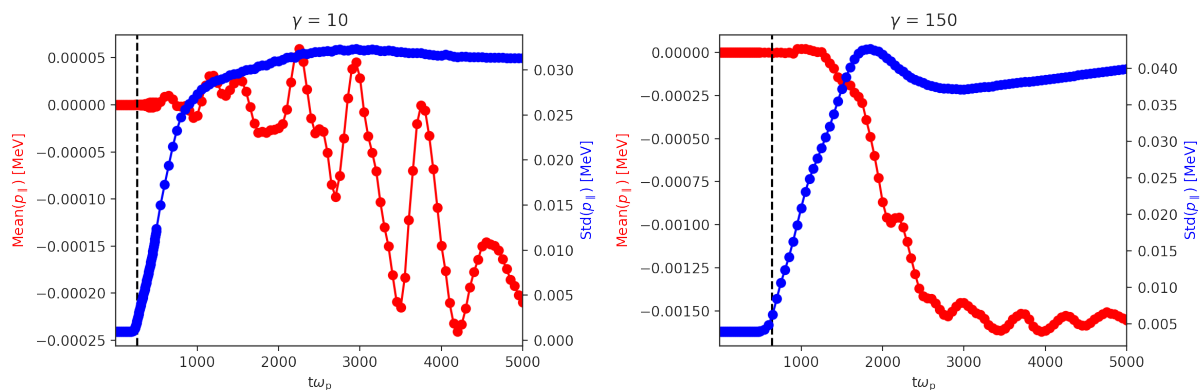 γ = 10
0.00005
0.00000
−0.00005
−0.00010
−0.00015
−0.00020
−0.00025
Mean(p∥) [MeV]
0.030
0.025
0.020
0.015
0.010
0.005
0.000
Std(p∥) [MeV]
1000 2000 3000 4000 5000
tωp
γ = 150
0.00000
−0.00025
−0.00050
−0.00075
−0.00100
−0.00125
−0.00150
Mean(p∥) [MeV]
0.040
0.035
0.030
0.025
0.020
0.015
0.010
0.005
Std(p∥) [MeV]
1000 2000 3000 4000 5000
tωp